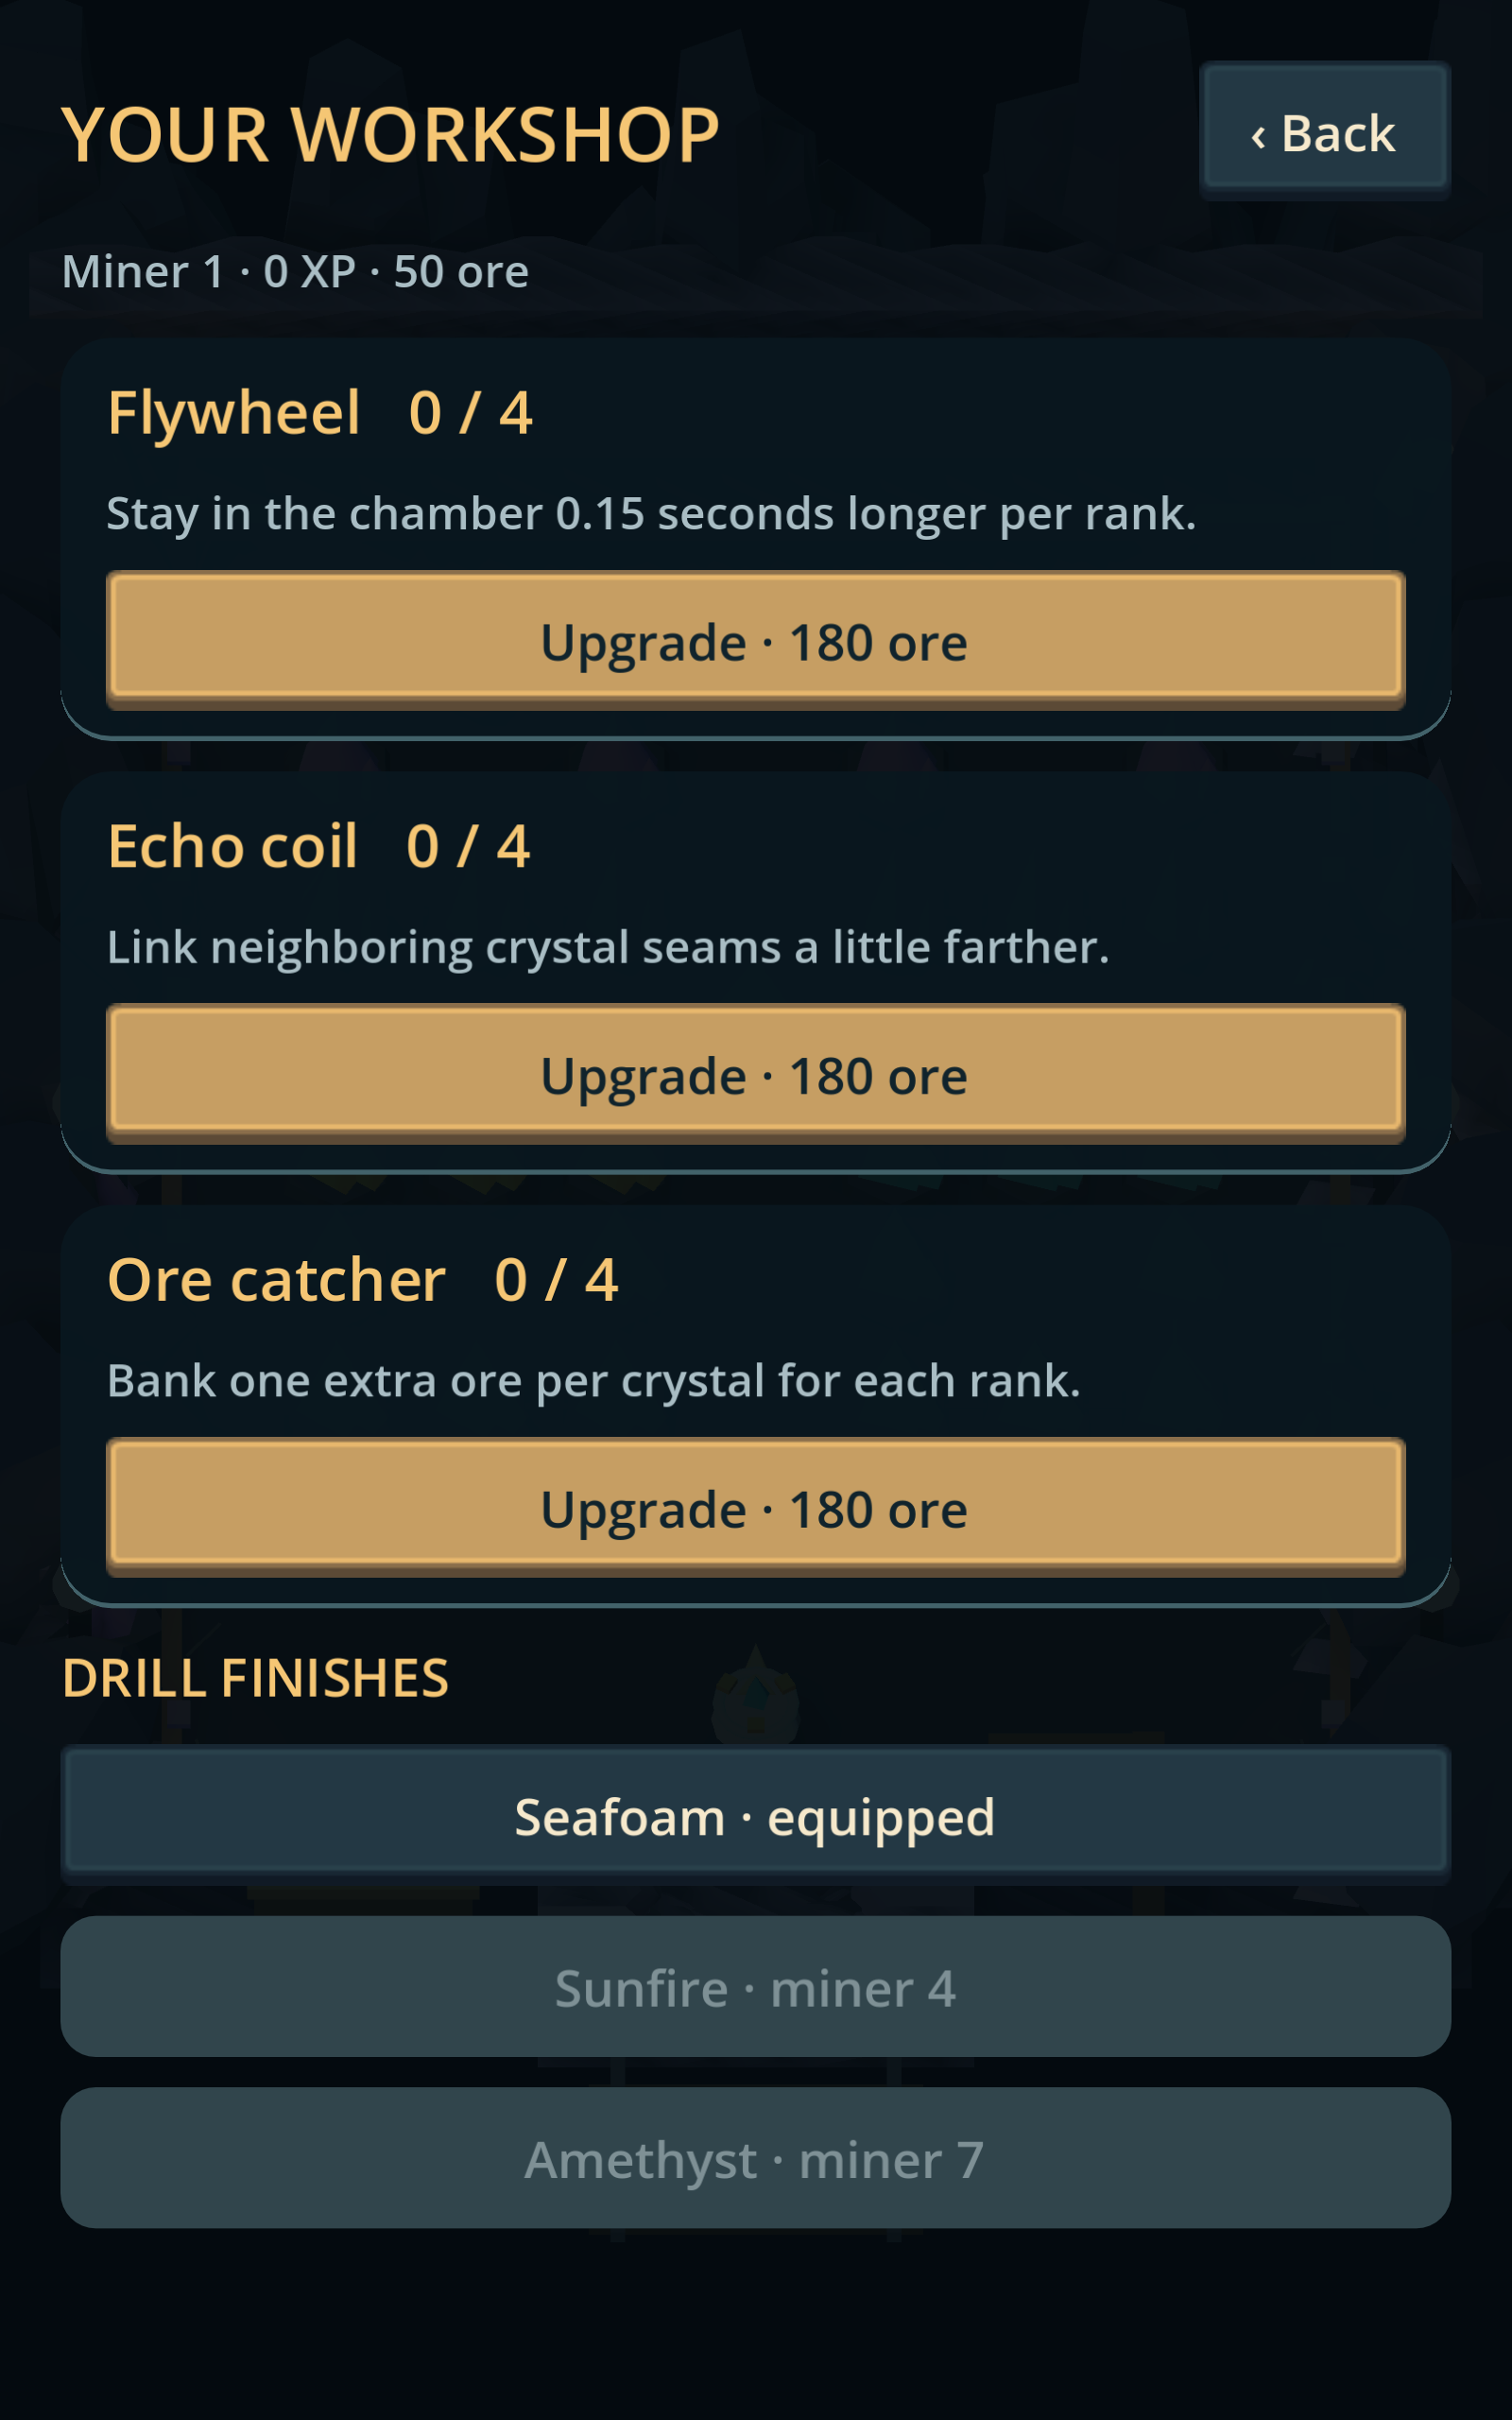 YOUR WORKSHOP
‹ Back
Miner 1 · 0 XP · 50 ore
Flywheel 0 / 4
Stay in the chamber 0.15 seconds longer per rank.
Upgrade · 180 ore
Echo coil 0 / 4
Link neighboring crystal seams a little farther.
Upgrade · 180 ore
Ore catcher 0 / 4
Bank one extra ore per crystal for each rank.
Upgrade · 180 ore
DRILL FINISHES
Seafoam · equipped
Sunfire · miner 4
Amethyst · miner 7